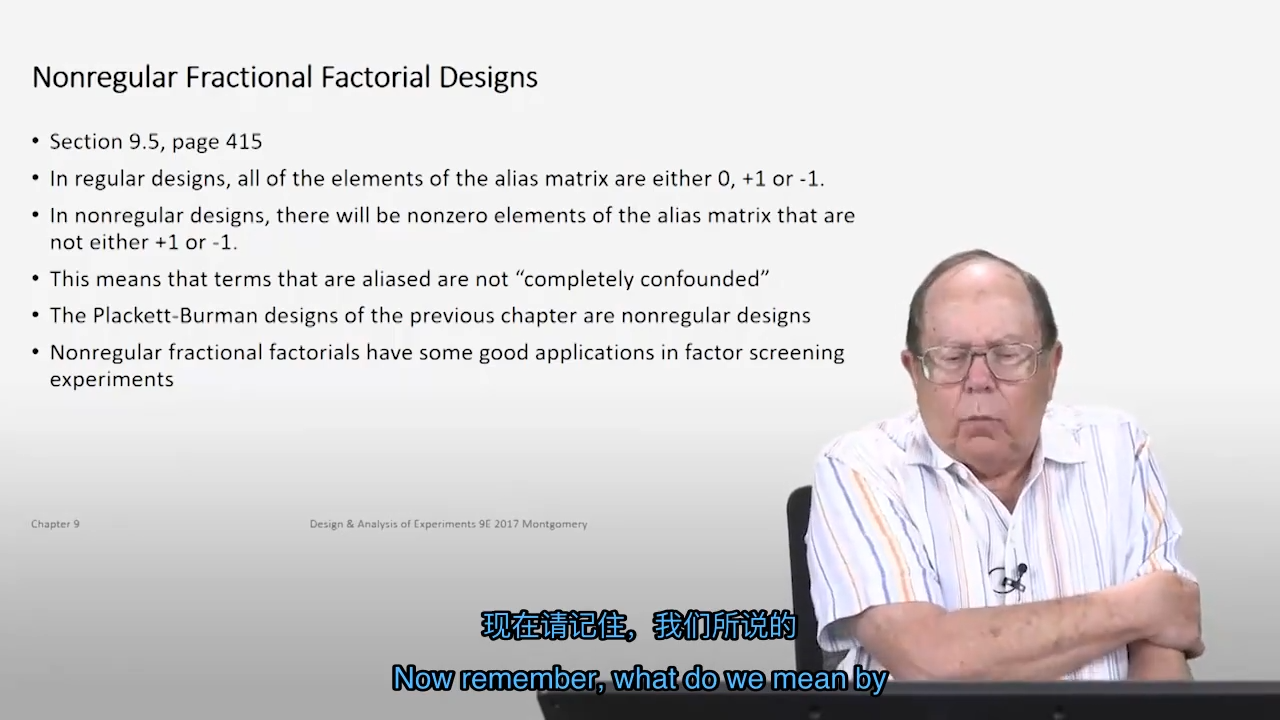 Nonregular Fractional Factorial Designs
• Section 9.5, page 415
• In regular designs, all of the elements of the alias matrix are either 0, +1 or -1.
• In nonregular designs, there will be nonzero elements of the alias matrix that are
not either +1 or -1.
• This means that terms that are aliased are not “completely confounded”
• The Plackett-Burman designs of the previous chapter are nonregular designs
• Nonregular fractional factorials have some good applications in factor screening
experiments
Chapter 9
Design & Analysis of Experiments 9E 2017 Montgomery
现在请记住，我们所说的
Now remember, what do we mean by